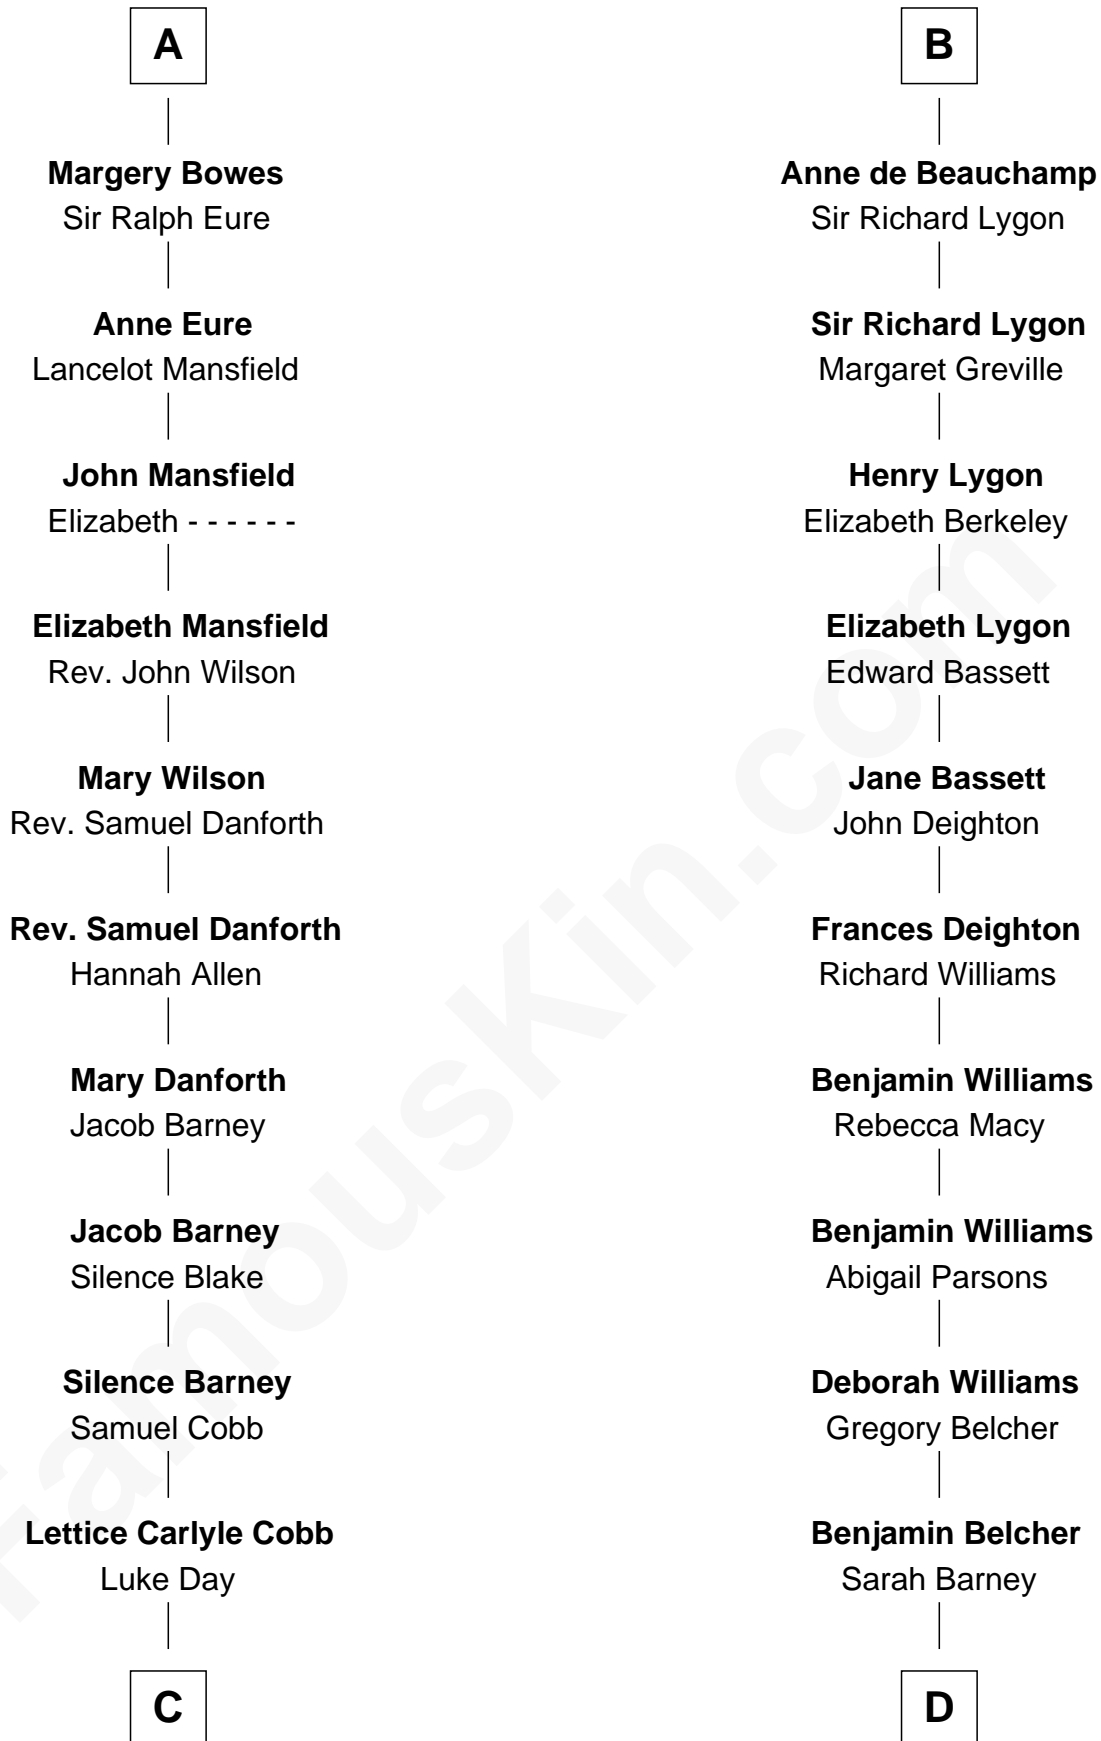 A
Margery Bowes
Sir Ralph Eure
Anne Eure
Lancelot Mansfield
John Mansfield
Elizabeth - - - - - -
Elizabeth Mansfield
Rev. John Wilson
Mary Wilson
Rev. Samuel Danforth
Rev. Samuel Danforth
Hannah Allen
Mary Danforth
Jacob Barney
Jacob Barney
Silence Blake
Silence Barney
Samuel Cobb
Lettice Carlyle Cobb
Luke Day
C
B
Anne de Beauchamp
Sir Richard Lygon
Sir Richard Lygon
Margaret Greville
Henry Lygon
Elizabeth Berkeley
Elizabeth Lygon
Edward Bassett
Jane Bassett
John Deighton
Frances Deighton
Richard Williams
Benjamin Williams
Rebecca Macy
Benjamin Williams
Abigail Parsons
Deborah Williams
Gregory Belcher
Benjamin Belcher
Sarah Barney
D
FamousKin.com